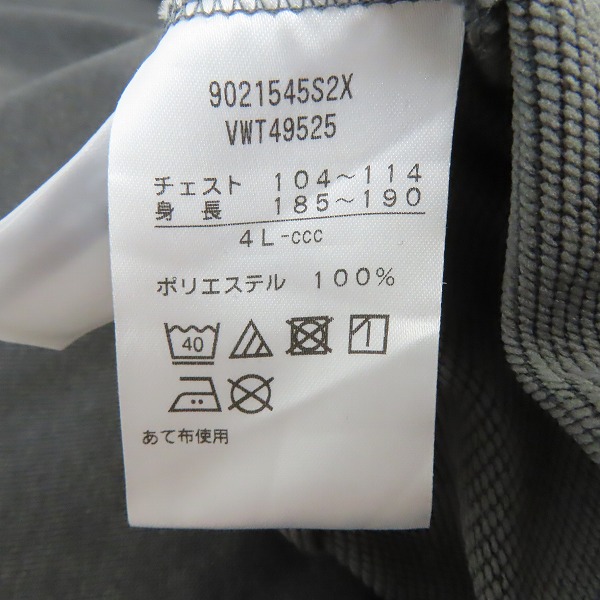 9021545S2X
VWT49525
チェスト 104～114
身長 185～190
4L-ccc
ポリエステル 100%
40
あて布使用